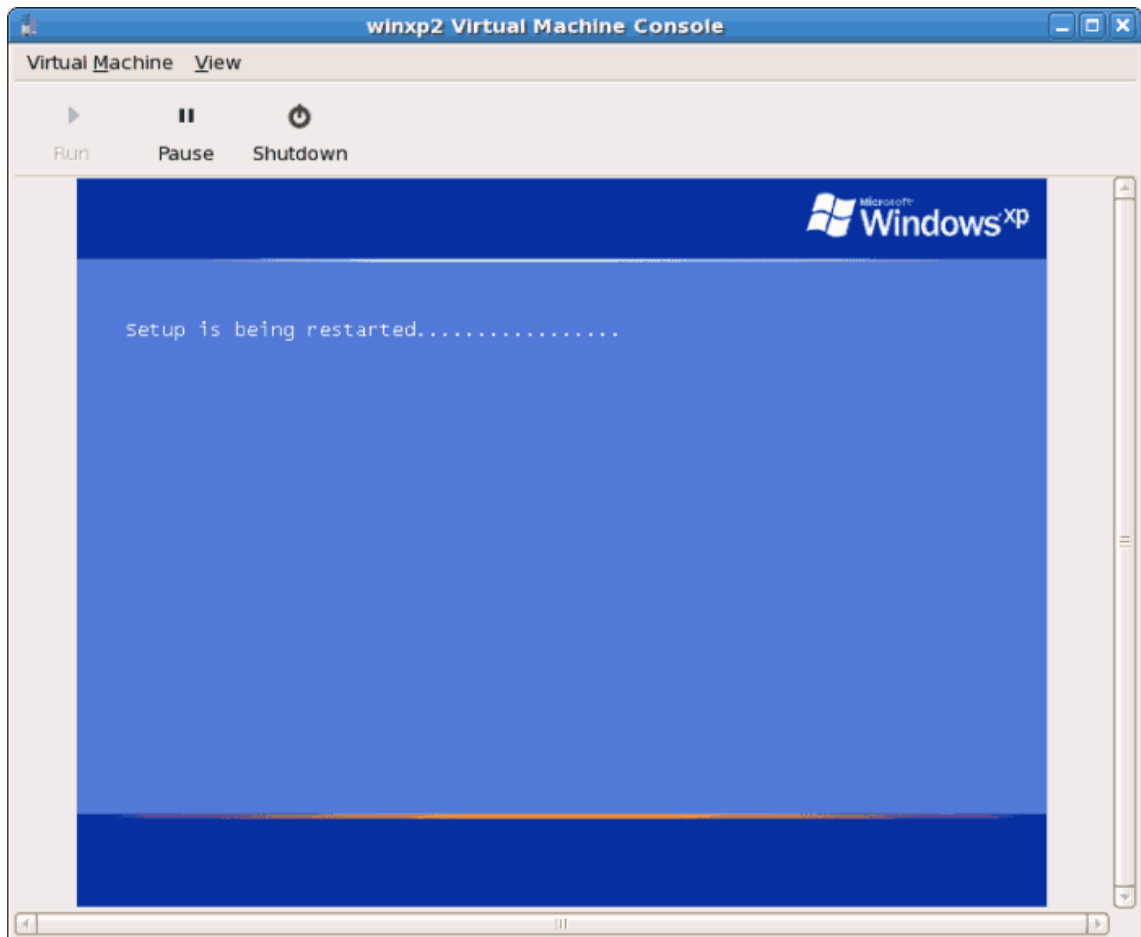 winxp2 Virtual Machine Console
Virtual Machine View
Run Pause Shutdown
Microsoft
Windows xp
Setup is being restarted.................